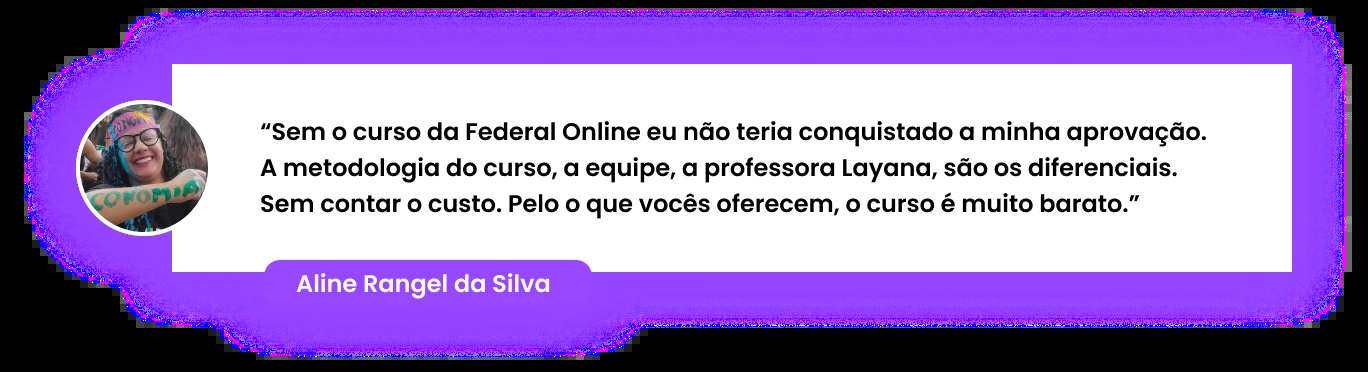 “Sem o curso da Federal Online eu não teria conquistado a minha aprovação.
A metodologia do curso, a equipe, a professora Layana, são os diferenciais.
Sem contar o custo. Pelo o que vocês oferecem, o curso é muito barato.”
CONOMIA
Aline Rangel da Silva